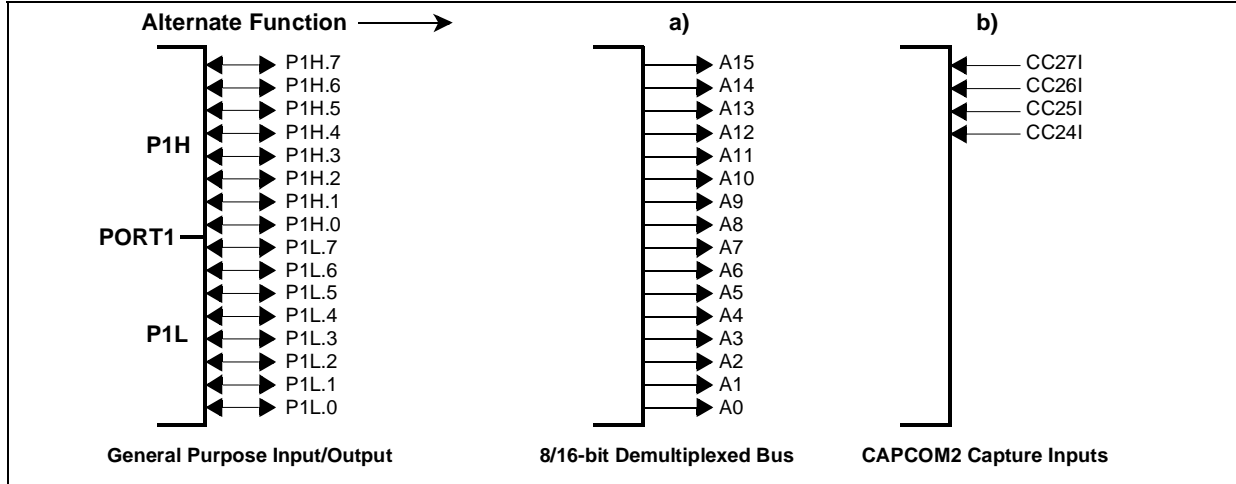 Alternate Function a) b)
P1H.7 A15 CC27I
P1H.6 A14 CC26I
P1H.5 A13 CC25I
P1H.4 A12 CC24I
P1H P1H.3 A11
P1H.2 A10
P1H.1 A9
P1H.0 A8
PORT1
P1L.7 A7
P1L.6 A6
P1L.5 A5
P1L.4 A4
P1L P1L.3 A3
P1L.2 A2
P1L.1 A1
P1L.0 A0
General Purpose Input/Output 8/16-bit Demultiplexed Bus CAPCOM2 Capture Inputs